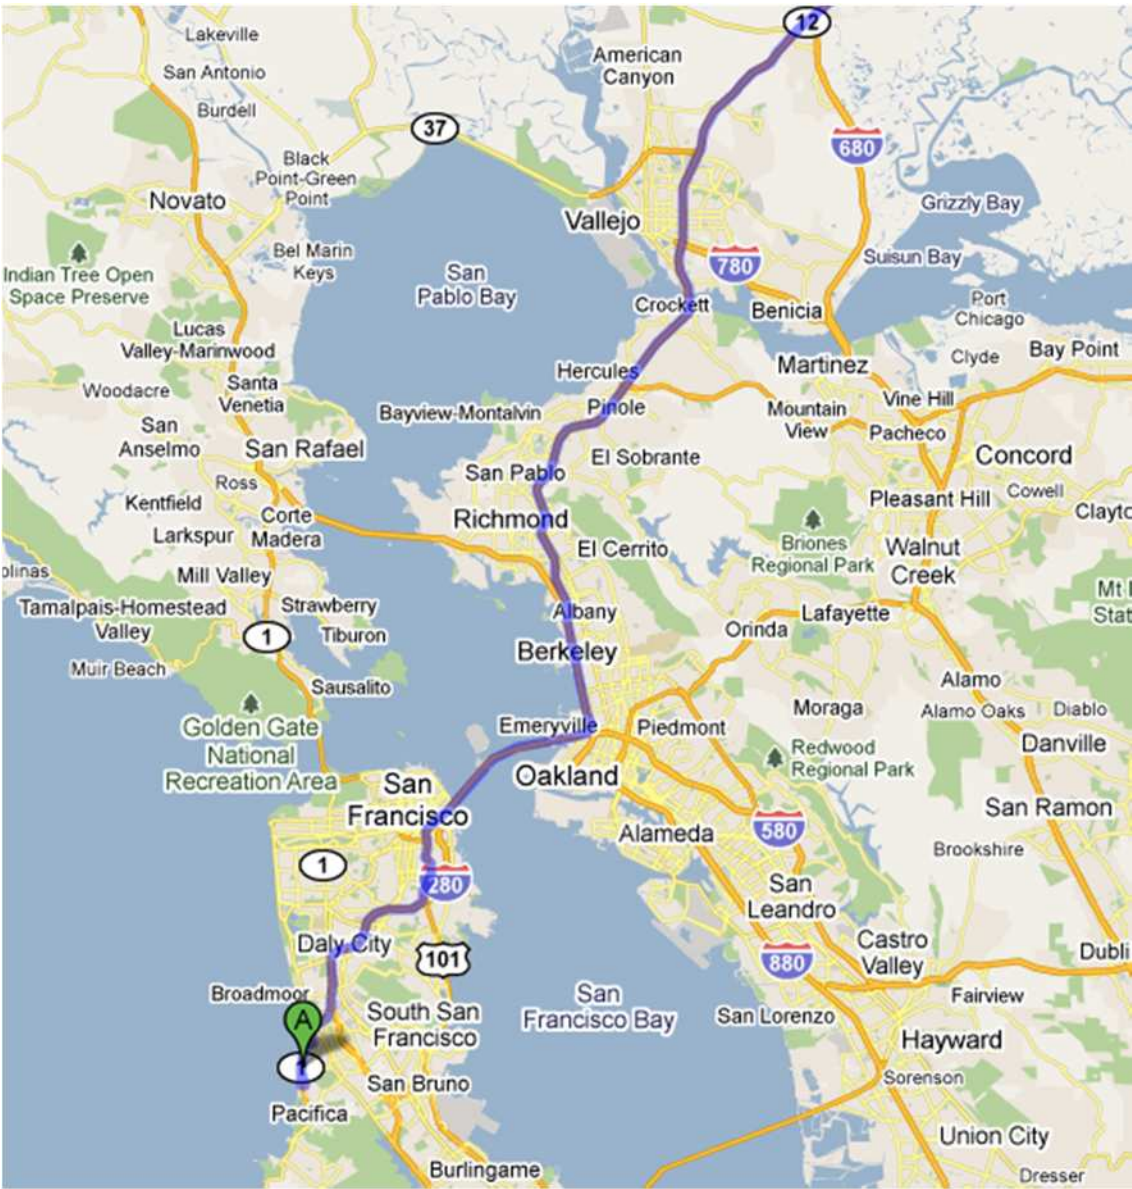 12
Lakeville
American
Canyon
San Antonio
Burdell
37
680
Black
Point-Green
Point
Novato
Grizzly Bay
Vallejo
Bel Marin
Keys
Suisun Bay
780
Indian Tree Open
Space Preserve
San
Pablo Bay
Crockett
Benicia
Port
Chicago
Lucas
Valley-Marinwood
Clyde
Bay Point
Martinez
Hercules
Woodacre
Santa
Venetia
Vine Hill
Bayview-Montalvin
Pinole
Mountain
View
Pacheco
San
Anselmo
San Rafael
El Sobrante
Concord
San Pablo
Ross
Kentfield
Pleasant Hill
Cowell
Clayto
Corte
Madera
Richmond
Larkspur
El Cerrito
Briones
Regional Park
Walnut
Creek
olinas
Mill Valley
Mt
Stat
Tamalpais-Homestead
Valley
Strawberry
Albany
Lafayette
1
Tiburon
Orinda
Berkeley
Muir Beach
Sausalito
Alamo
Moraga
Alamo Oaks
Diablo
Golden Gate
National
Recreation Area
Emeryville
Piedmont
Danville
Redwood
Regional Park
Oakland
San
Francisco
San Ramon
580
Alameda
Brookshire
1
280
San
Leandro
Daly City
101
880
Castro
Valley
Dubli
Broadmoor
Fairview
A
South San
Francisco
San
Francisco Bay
San Lorenzo
Hayward
San Bruno
Sorenson
Pacifica
Union City
Burlingame
Dresser